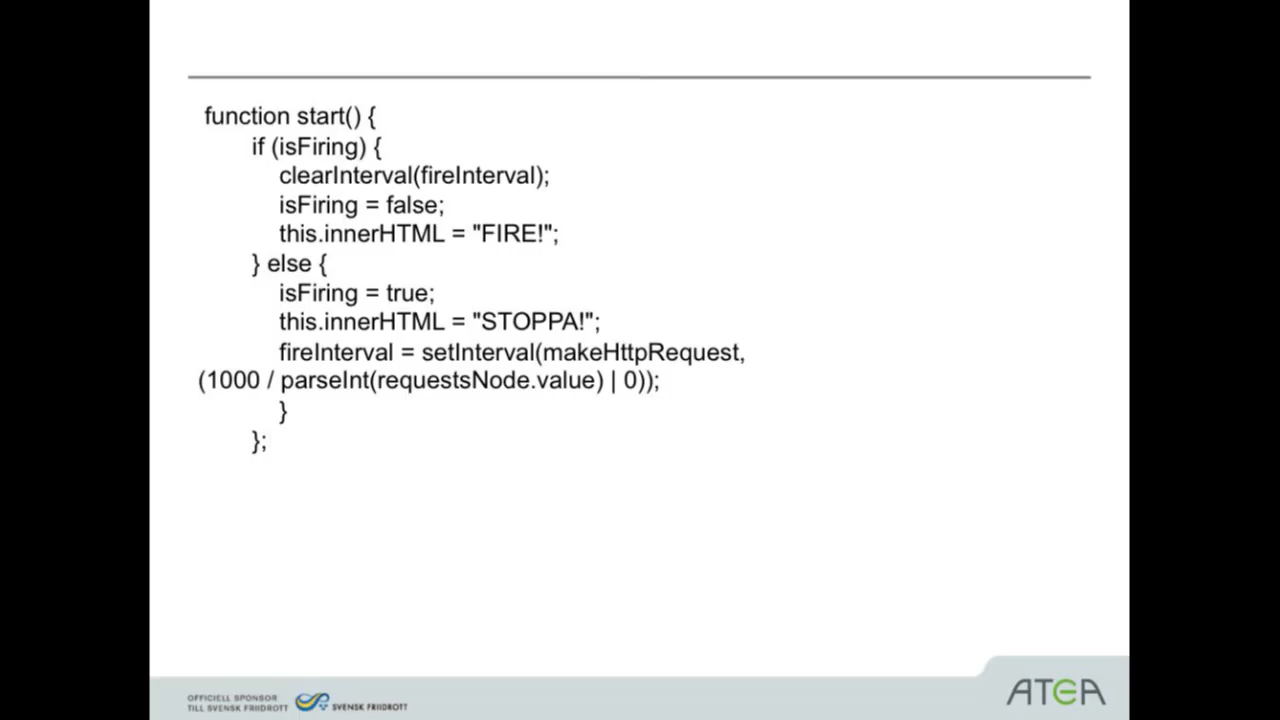 function start() {
if (isFiring) {
clearInterval(fireInterval);
isFiring = false;
this.innerHTML = "FIRE!";
} else {
isFiring = true;
this.innerHTML = "STOPPA!";
fireInterval = setInterval(makeHttpRequest,
(1000 / parseInt(requestsNode.value) | 0));
}
};
OFFICIELL SPONSOR
TILL SVENSK FRIIDROTT
SVENSK FRIIDROTT
ATEA